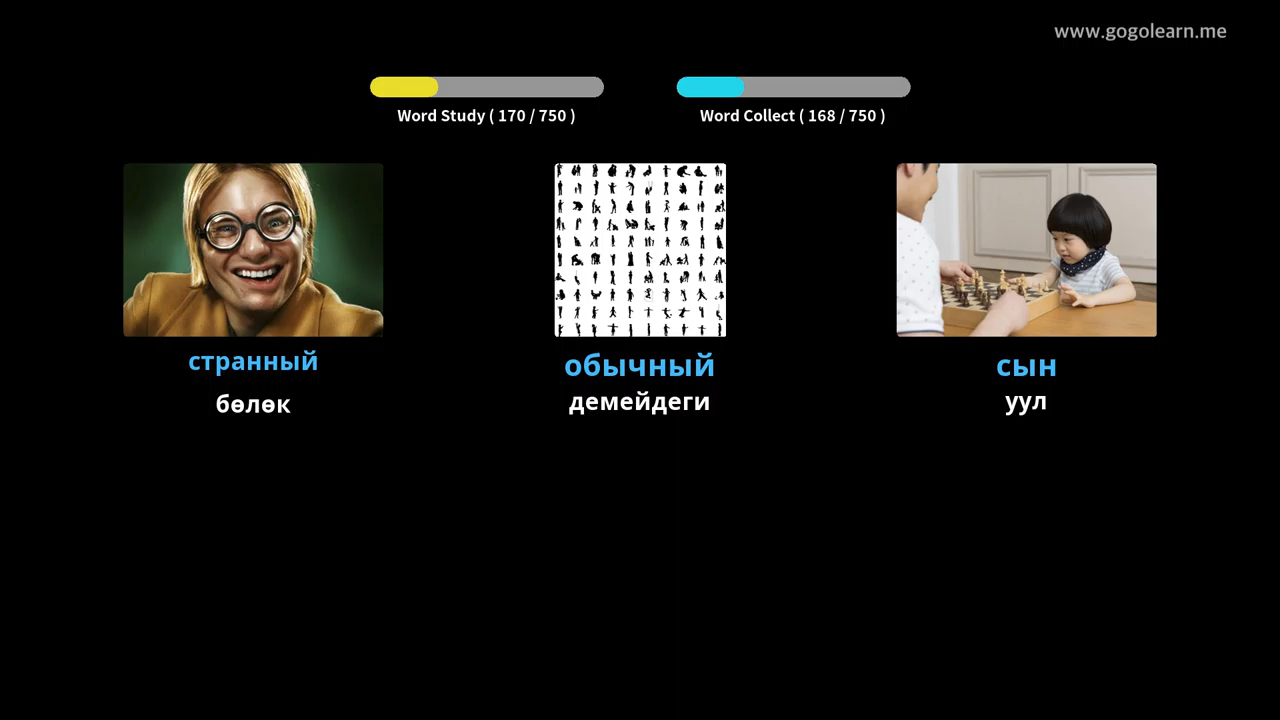 www.gogolearn.me
Word Study ( 170 / 750 )
Word Collect ( 168 / 750 )
странный
бөлөк
обычный
демейдеги
сын
уул